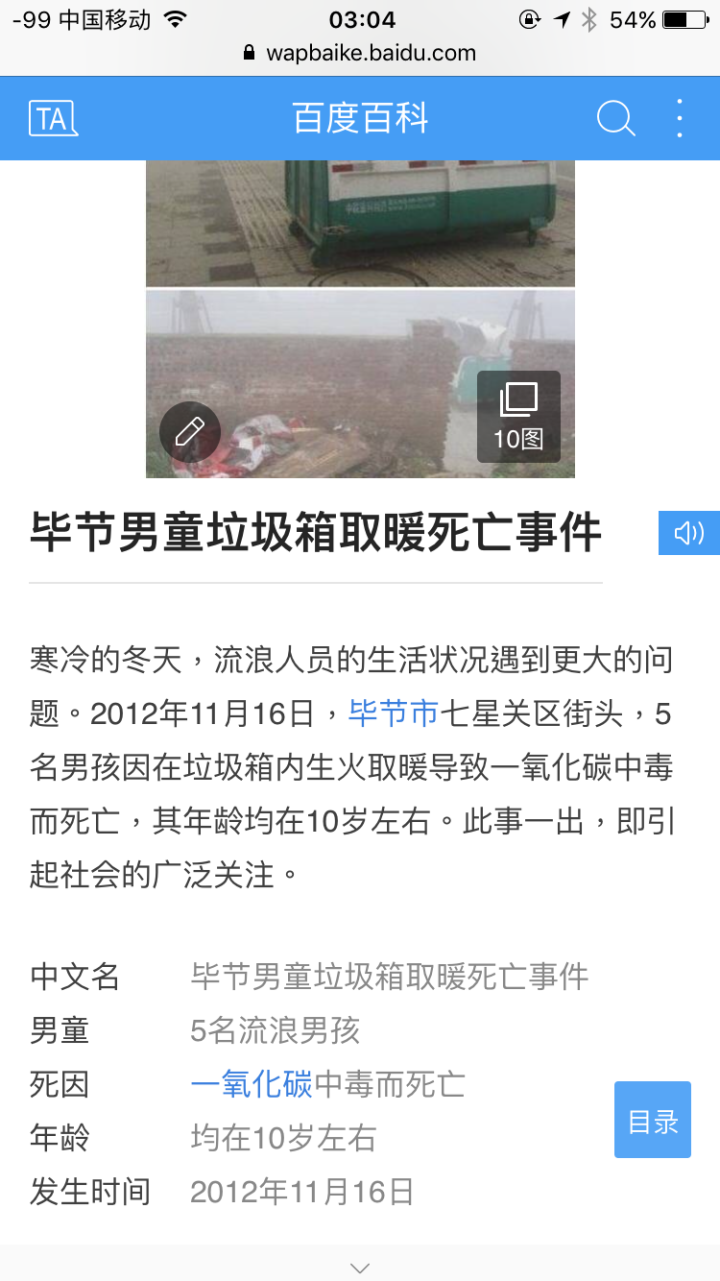 -99 中国移动 03:04 54%
wapbaike.baidu.com
TA 百度百科
10图
毕节男童垃圾箱取暖死亡事件
寒冷的冬天，流浪人员的生活状况遇到更大的问
题。2012年11月16日，毕节市七星关区街头，5
名男孩因在垃圾箱内生火取暖导致一氧化碳中毒
而死亡，其年龄均在10岁左右。此事一出，即引
起社会的广泛关注。
中文名 毕节男童垃圾箱取暖死亡事件
男童 5名流浪男孩
死因 一氧化碳中毒而死亡
年龄 均在10岁左右
目录
发生时间 2012年11月16日